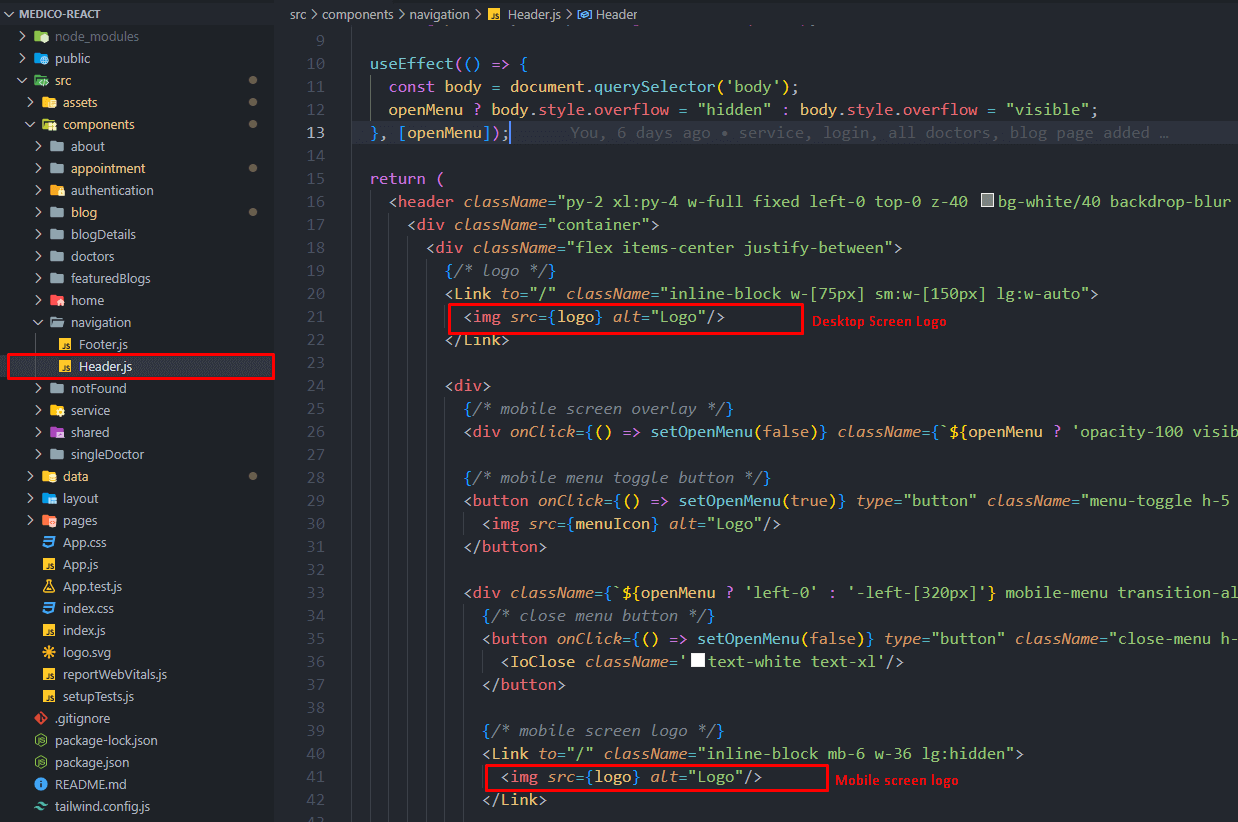 MEDICO-REACT
node_modules
public
src
assets
components
about
appointment
authentication
blog
blogDetails
doctors
featuredBlogs
home
navigation
Footer.js
Header.js
notFound
service
shared
singleDoctor
data
layout
pages
App.css
App.js
App.test.js
index.css
index.js
logo.svg
reportWebVitals.js
setupTests.js
.gitignore
package-lock.json
package.json
README.md
tailwind.config.js
src > components > navigation > Header.js > Header
9
10 useEffect(() => {
11 const body = document.querySelector('body');
12 openMenu ? body.style.overflow = "hidden" : body.style.overflow = "visible";
13 }, [openMenu]); You, 6 days ago • service, login, all doctors, blog page added …
14
15 return (
16 <header className="py-2 xl:py-4 w-full fixed left-0 top-0 z-40 bg-white/40 backdrop-blur
17 <div className="container">
18 <div className="flex items-center justify-between">
19 {/* logo */}
20 <Link to="/" className="inline-block w-[75px] sm:w-[150px] lg:w-auto">
21 <img src={logo} alt="Logo"/> Desktop Screen Logo
22 </Link>
23
24 <div>
25 {/* mobile screen overlay */}
26 <div onClick={() => setOpenMenu(false)} className={`${openMenu ? 'opacity-100 visib
27
28 {/* mobile menu toggle button */}
29 <button onClick={() => setOpenMenu(true)} type="button" className="menu-toggle h-5
30 <img src={menuIcon} alt="Logo"/>
31 </button>
32
33 <div className={`${openMenu ? 'left-0' : '-left-[320px]'} mobile-menu transition-al
34 {/* close menu button */}
35 <button onClick={() => setOpenMenu(false)} type="button" className="close-menu h-
36 <IoClose className='text-white text-xl'/>
37 </button>
38
39 {/* mobile screen logo */}
40 <Link to="/" className="inline-block mb-6 w-36 lg:hidden">
41 <img src={logo} alt="Logo"/> Mobile screen logo
42 </Link>